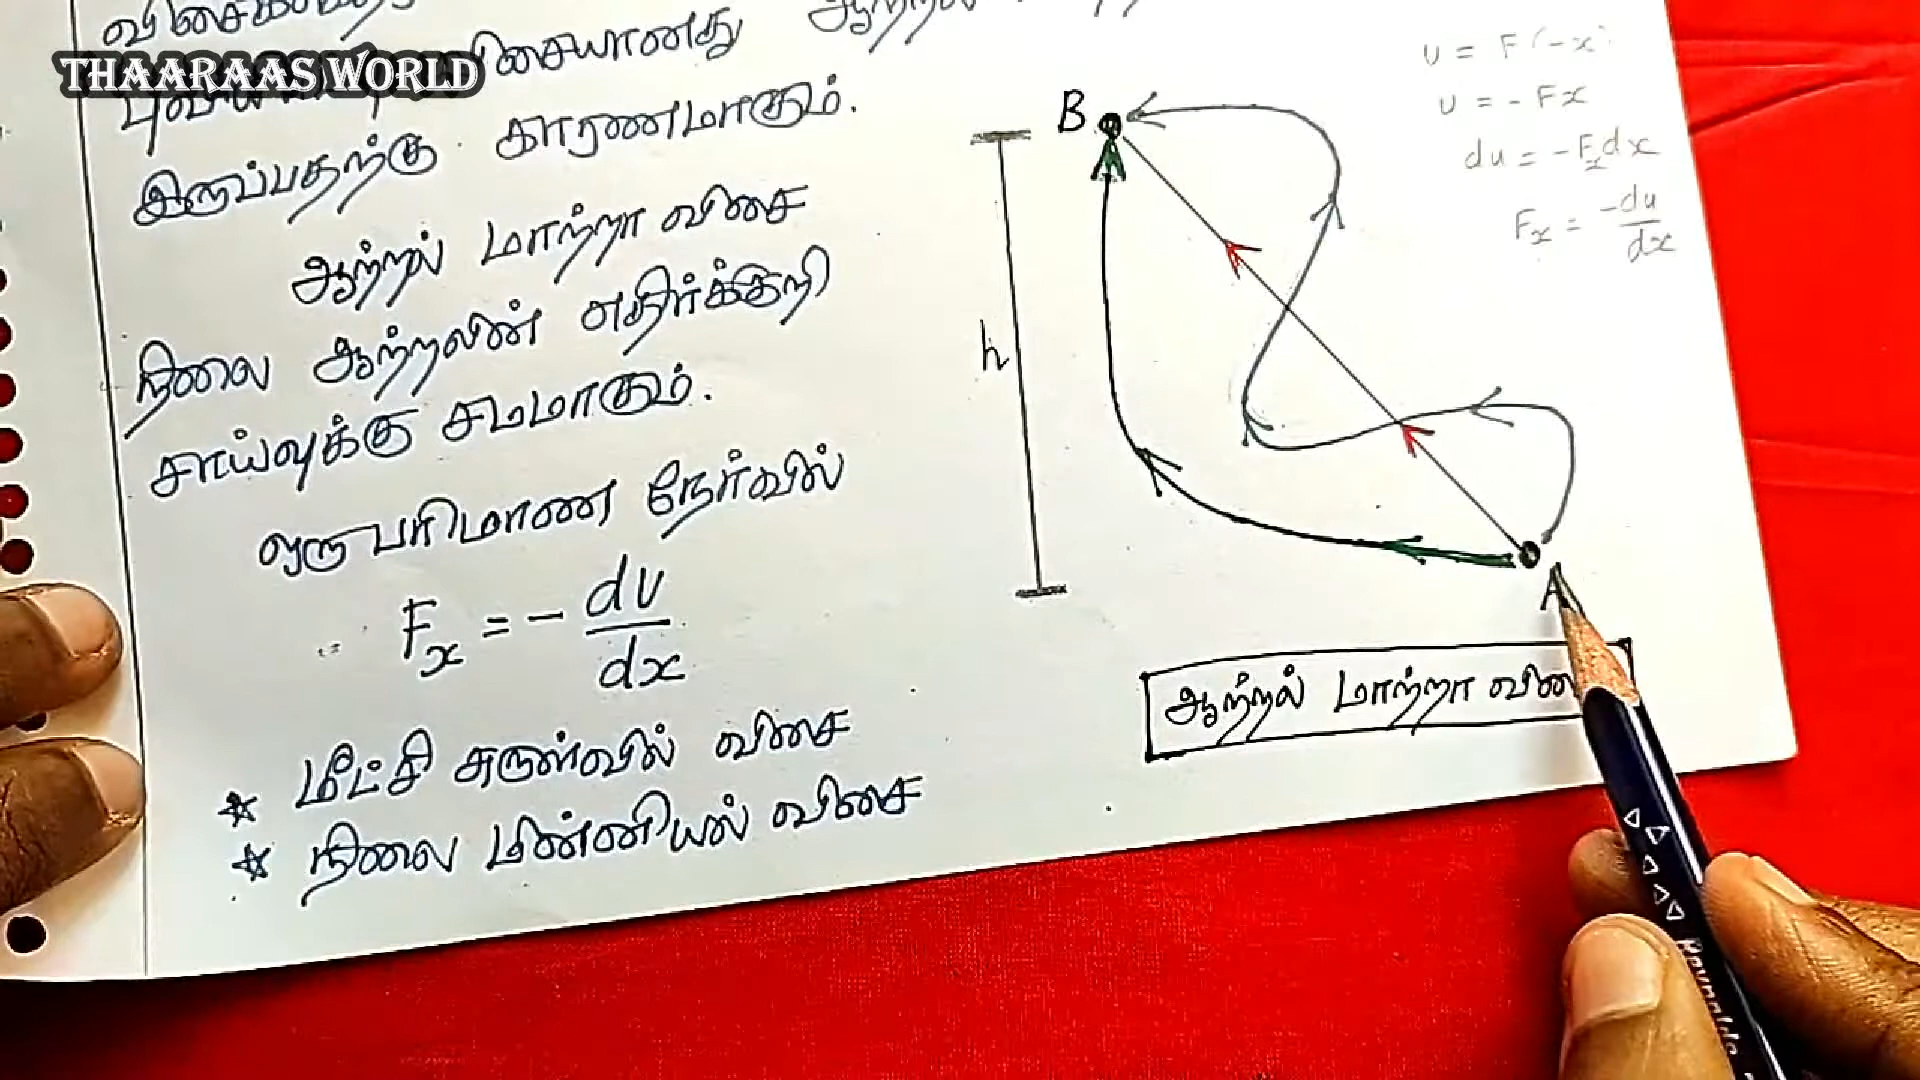 THAARAAS WORLD
காரணமாகும்.
இருப்பதற்கு
ஆற்றல் மாற்றா விசை
நிலை ஆற்றலின் எதிர்க்குறி
சாய்வுக்கு சமமாகும்.
ஒரு பரிமாண நேர்வில்
Fx = - dU/dx
☆ மீட்சி சுருள்வில் விசை
☆ நிலை மின்னியல் விசை
U = F(-x)
U = - Fx
du = -Fx dx
Fx = -du/dx
B
h
A
ஆற்றல் மாற்றா